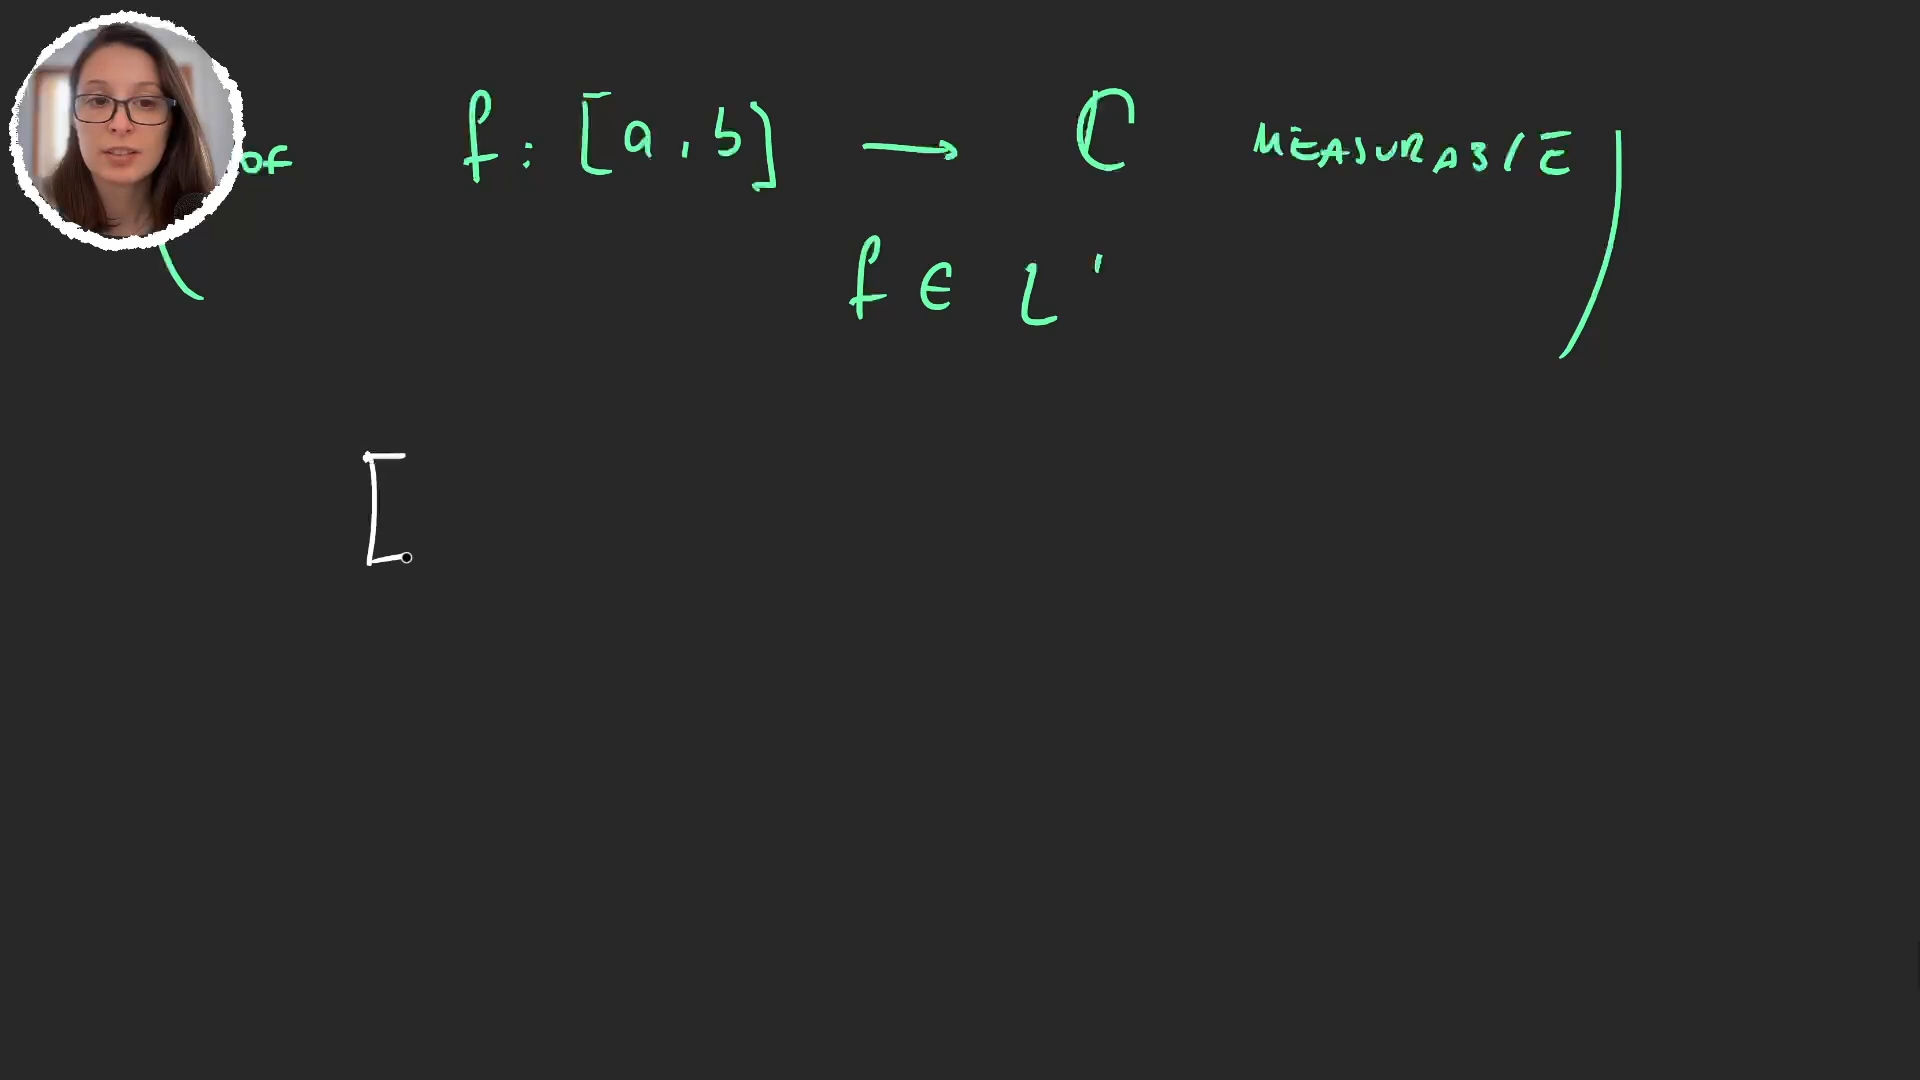 of f: [a, b] → ℂ MEASURABLE )
( f ∈ L¹
[